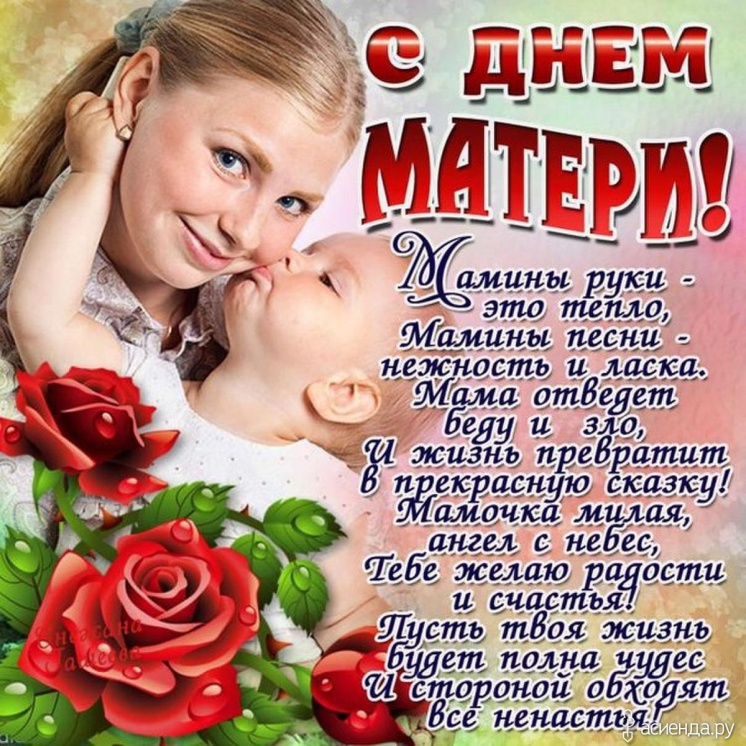 С ДНЕМ
МАТЕРИ!
Мамины руки -
это тепло,
Мамины песни -
нежность и ласка.
Мама отведет
беду и зло,
И жизнь превратит
в прекрасную сказку!
Мамочка милая,
ангел с небес,
Тебе желаю радости
и счастья!
Пусть твоя жизнь
будет полна чудес
И стороной обходят
все ненастья!
асиенда.ру